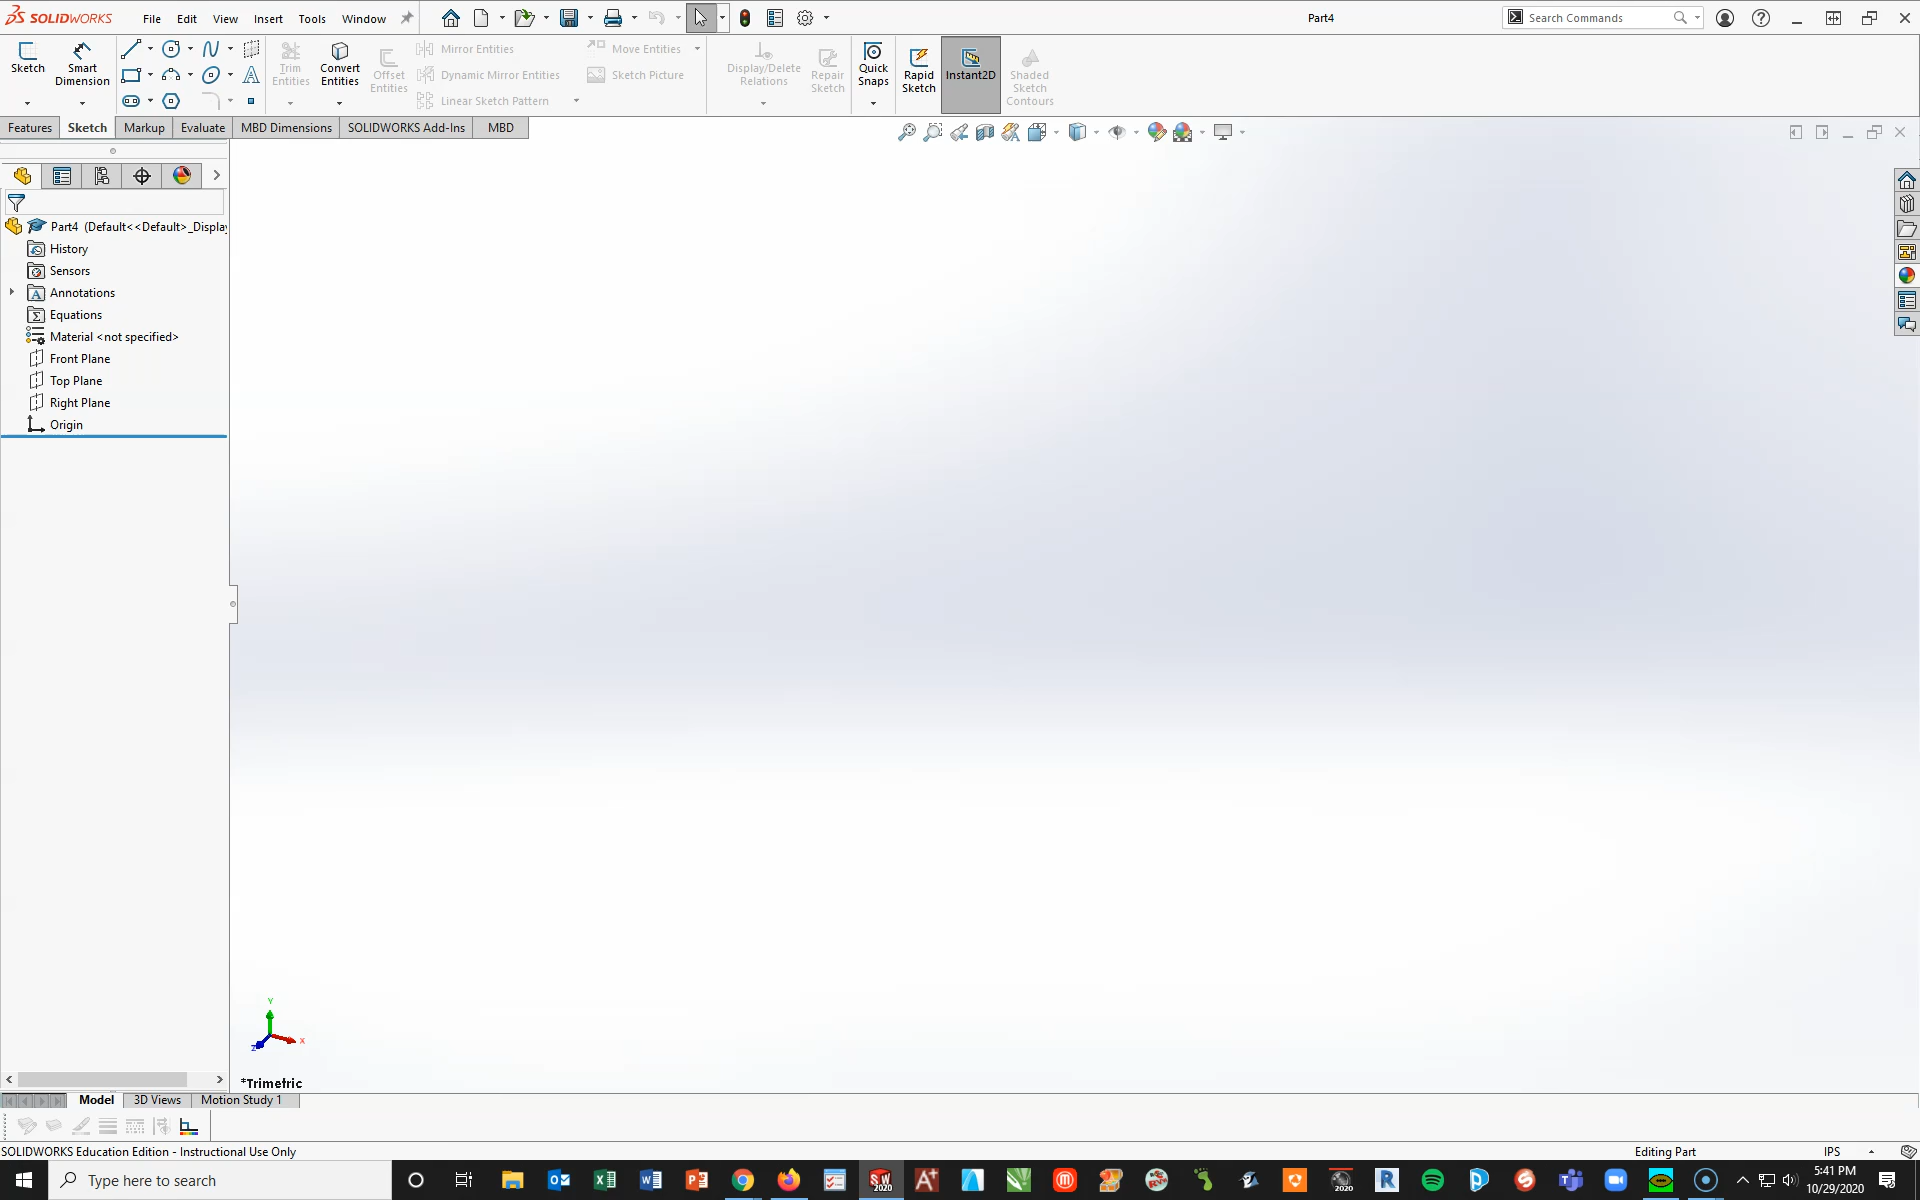 SOLIDWORKS File Edit View Insert Tools Window Part4 Search Commands
Sketch Smart Dimension
Trim Entities
Convert Entities
Offset Entities
Mirror Entities
Dynamic Mirror Entities
Linear Sketch Pattern
Move Entities
Sketch Picture
Display/Delete Relations
Repair Sketch
Quick Snaps
Rapid Sketch
Instant2D
Shaded Sketch Contours
Features Sketch Markup Evaluate MBD Dimensions SOLIDWORKS Add-Ins MBD
Part4 (Default<<Default>_Display
History
Sensors
Annotations
Equations
Material <not specified>
Front Plane
Top Plane
Right Plane
Origin
Y
X
Z
*Trimetric
Model 3D Views Motion Study 1
SOLIDWORKS Education Edition - Instructional Use Only Editing Part IPS
Type here to search
5:41 PM
10/29/2020